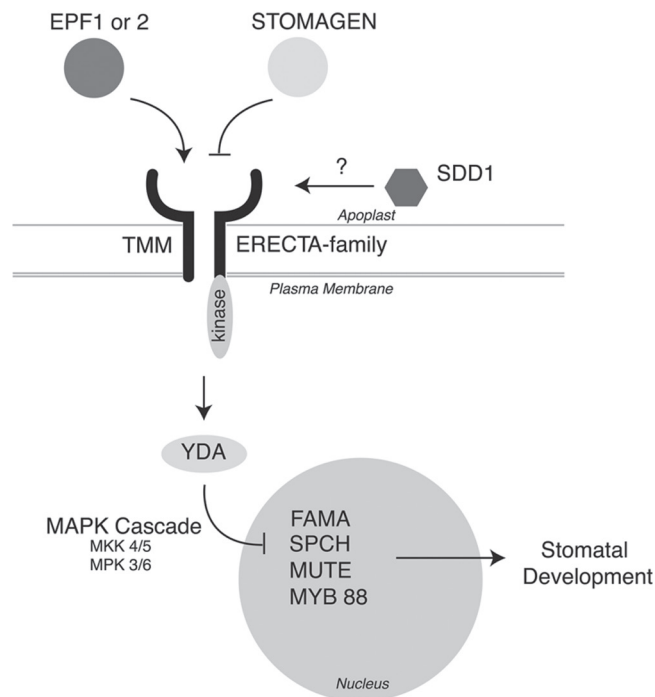 EPF1 or 2
STOMAGEN
?
SDD1
Apoplast
TMM
ERECTA-family
Plasma Membrane
kinase
YDA
MAPK Cascade
MKK 4/5
MPK 3/6
FAMA
SPCH
MUTE
MYB 88
Stomatal
Development
Nucleus